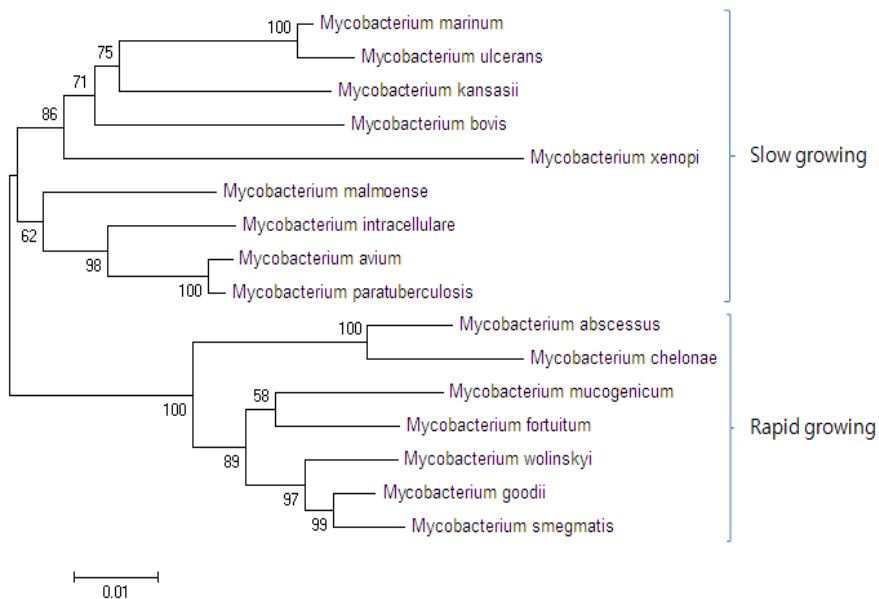 Mycobacterium marinum
100
Mycobacterium ulcerans
75
Mycobacterium kansasii
71
Mycobacterium bovis
86
Mycobacterium xenopi
Slow growing
Mycobacterium malmoense
62
Mycobacterium intracellulare
98
Mycobacterium avium
100
Mycobacterium paratuberculosis
Mycobacterium abscessus
100
Mycobacterium chelonae
100
Mycobacterium mucogenicum
58
Mycobacterium fortuitum
Rapid growing
89
Mycobacterium wolinskyi
97
Mycobacterium goodii
99
Mycobacterium smegmatis
0.01